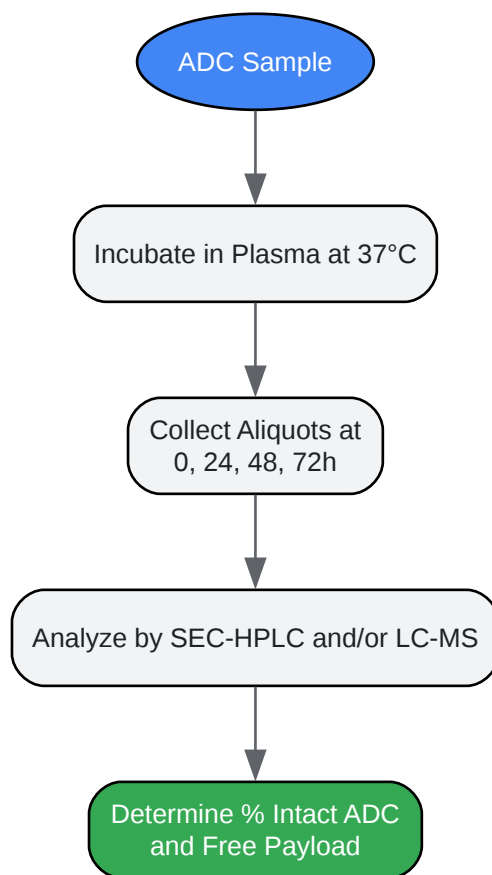 ADC Sample
Incubate in Plasma at 37°C
Collect Aliquots at
0, 24, 48, 72h
Analyze by SEC-HPLC and/or LC-MS
Determine % Intact ADC
and Free Payload